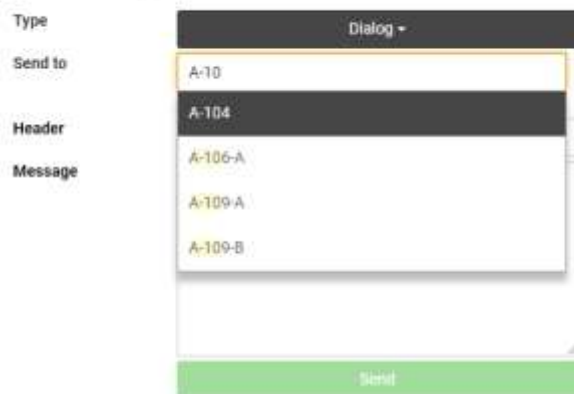 Type
Dialog
Send to
A-10
A-104
Header
A-106-A
Message
A-109-A
A-109-B
Send